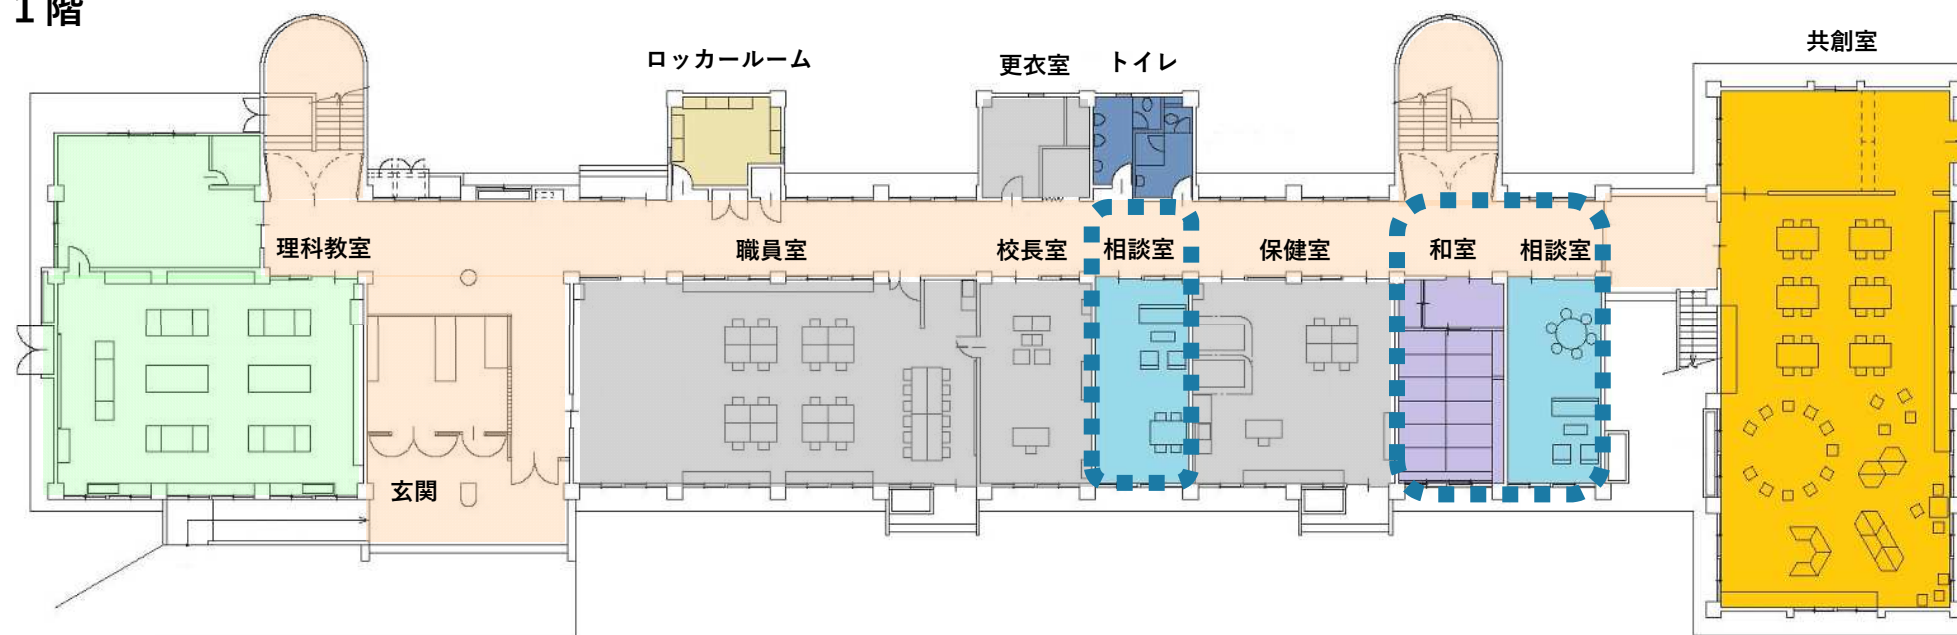 １階
ロッカールーム
更衣室
トイレ
共創室
理科教室
職員室
校長室
相談室
保健室
和室
相談室
玄関